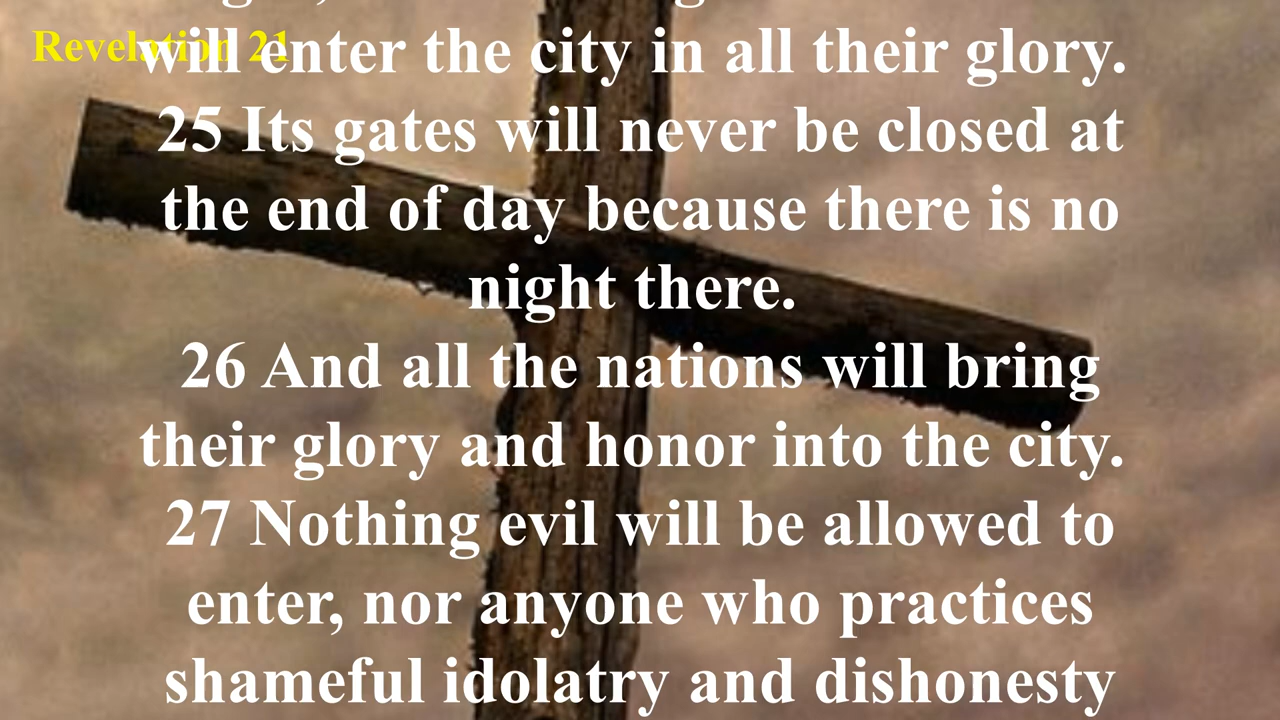 Revelation 21
will enter the city in all their glory.
25 Its gates will never be closed at
the end of day because there is no
night there.
26 And all the nations will bring
their glory and honor into the city.
27 Nothing evil will be allowed to
enter, nor anyone who practices
shameful idolatry and dishonesty